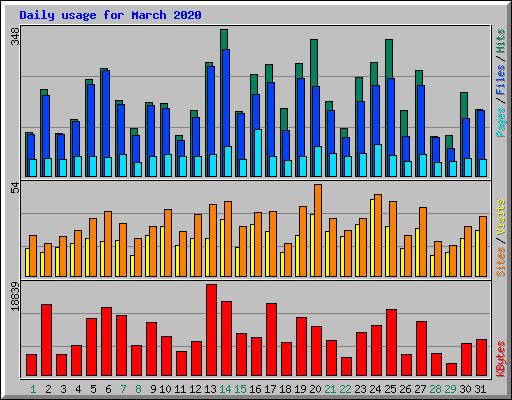 Daily usage for March 2020
348
Pages / Files / Hits
54
Sites / Visits
18839
KBytes
1 2 3 4 5 6 7 8 9 10 11 12 13 14 15 16 17 18 19 20 21 22 23 24 25 26 27 28 29 30 31